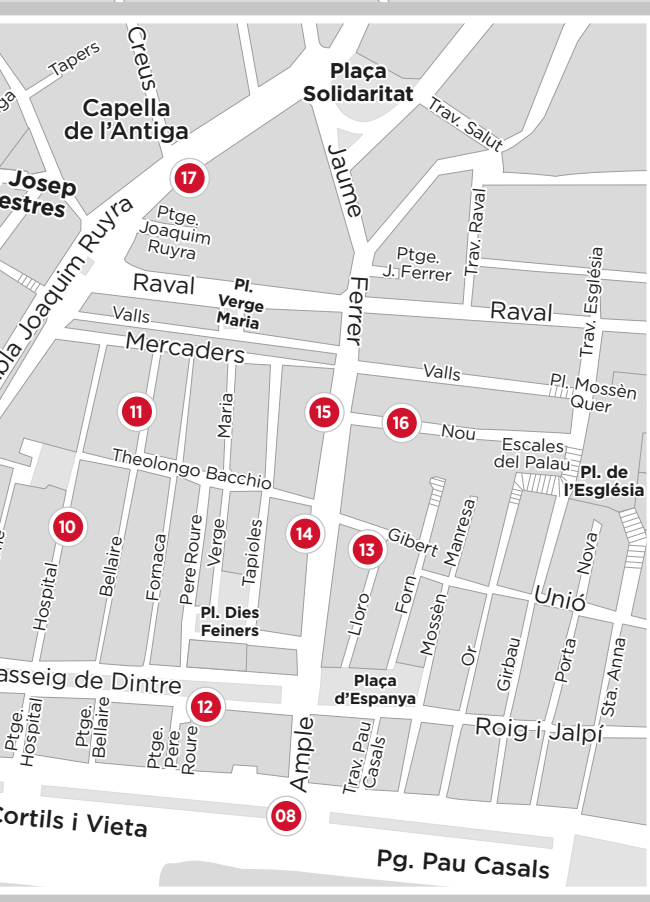 Tapers
Creus
Plaça
Solidaritat
Capella
de l'Antiga
Trav. Salut
Jaume
Josep
estres
17
Ptge.
Joaquim
Ruyra
Trav. Raval
Ptge.
J. Ferrer
Joaquim Ruyra
Raval
Pl.
Verge
Maria
Ferrer
Raval
Trav. Església
Valls
Mercaders
Valls
Pl. Mossèn
Quer
11
Maria
15
16
Nou
Escales
del Palau
Pl. de
l'Església
Theolongo Bacchio
10
14
13
Gibert
Manresa
Nova
Hospital
Bellaire
Fornaca
Pere Roure
Verge
Tapioles
Unió
Lloro
Forn
Mossèn
Or
Girbau
Porta
Sta. Anna
Pl. Dies
Feiners
asseig de Dintre
Plaça
d'Espanya
12
Roig i Jalpí
Ptge.
Hospital
Ptge.
Bellaire
Ptge.
Pere
Roure
Ample
Trav. Pau
Casals
08
Cortils i Vieta
Pg. Pau Casals